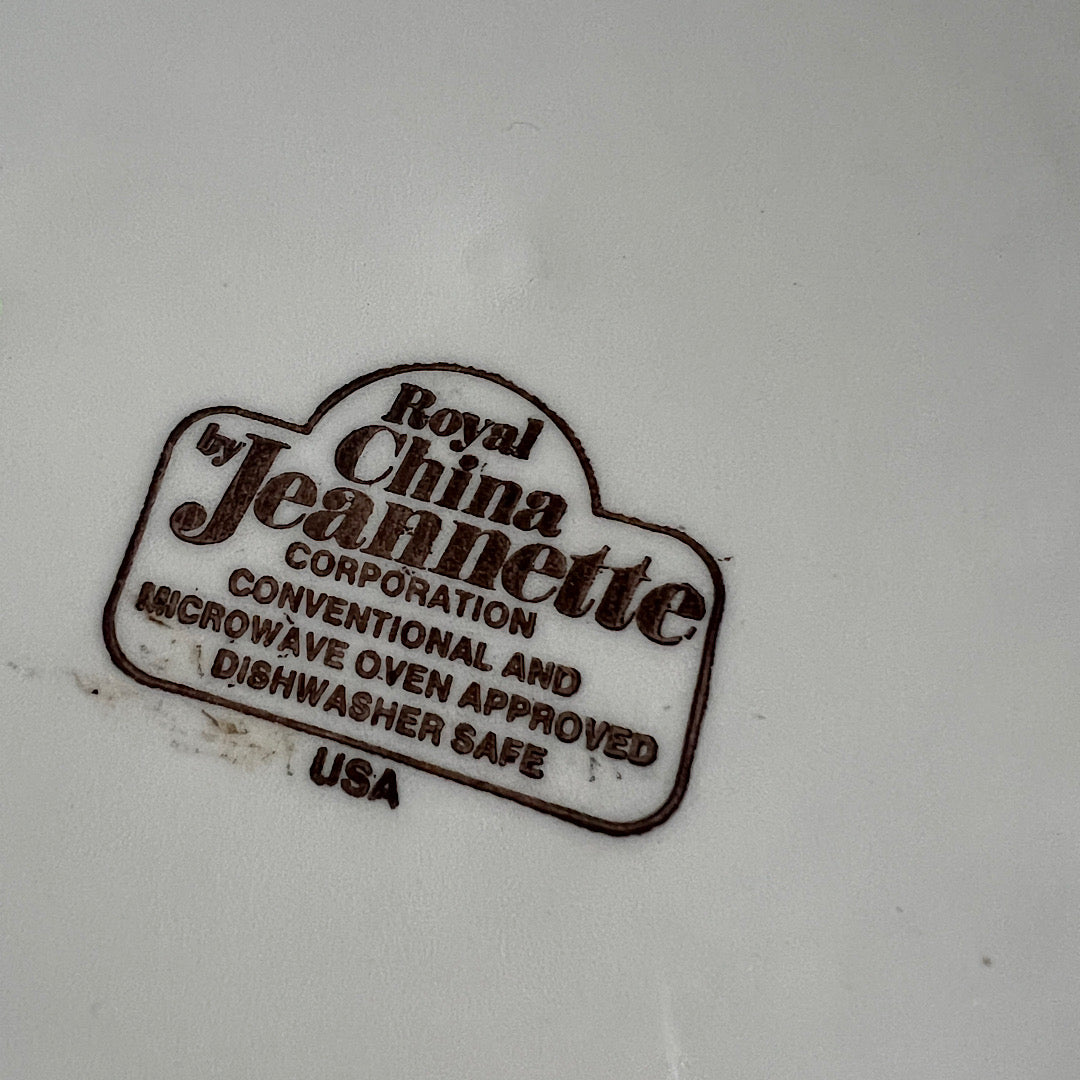 Royal
China
by Jeannette
CORPORATION
CONVENTIONAL AND
MICROWAVE OVEN APPROVED
DISHWASHER SAFE
USA